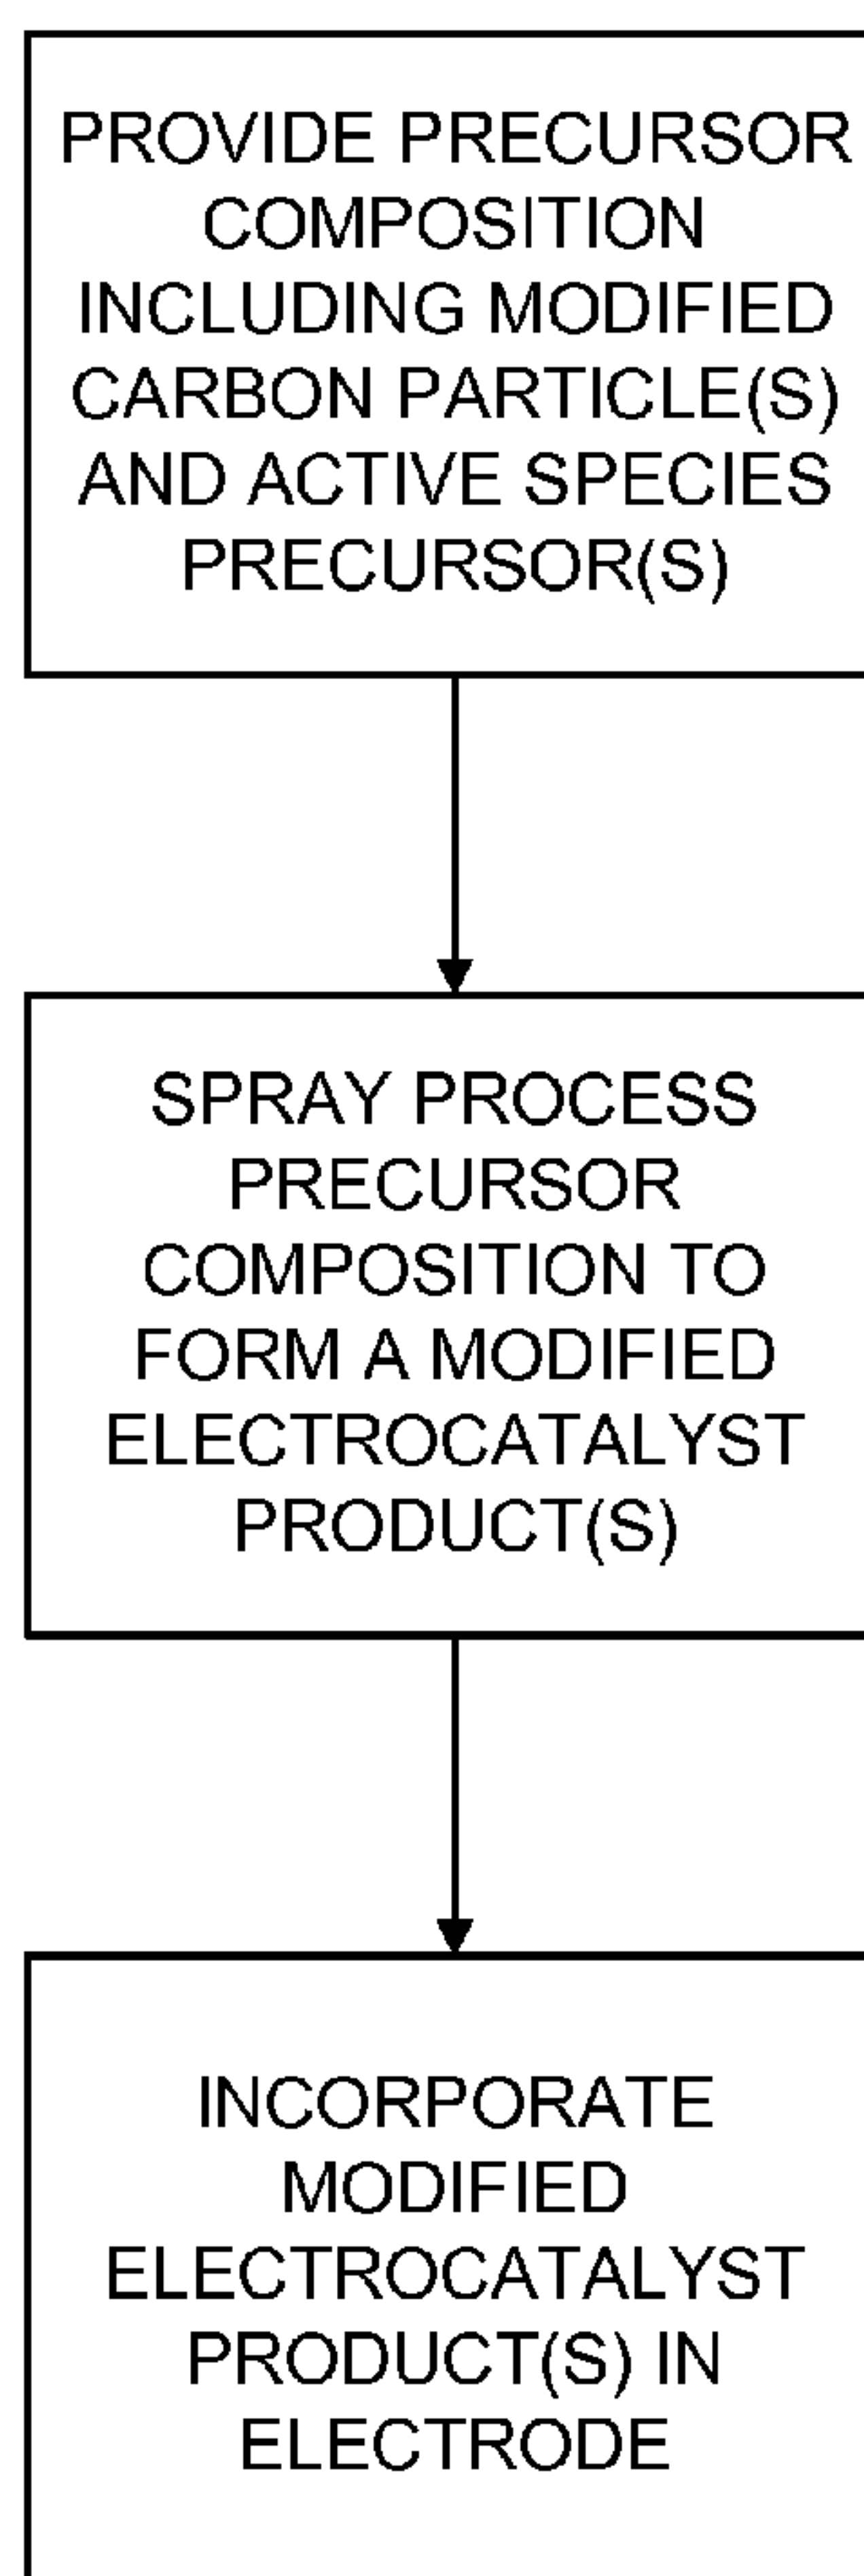 PROVIDE PRECURSOR
COMPOSITION
INCLUDING MODIFIED
CARBON PARTICLE(S)
AND ACTIVE SPECIES
PRECURSOR(S)
SPRAY PROCESS
PRECURSOR
COMPOSITION TO
FORM A MODIFIED
ELECTROCATALYST
PRODUCT(S)
INCORPORATE
MODIFIED
ELECTROCATALYST
PRODUCT(S) IN
ELECTRODE